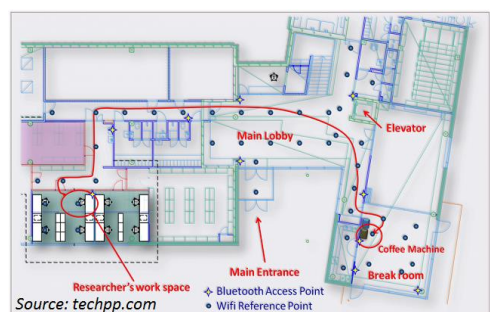 Main Lobby
Elevator
Coffee Machine
Break room
Researcher's work space
Main Entrance
Bluetooth Access Point
Wifi Reference Point
Source: techpp.com